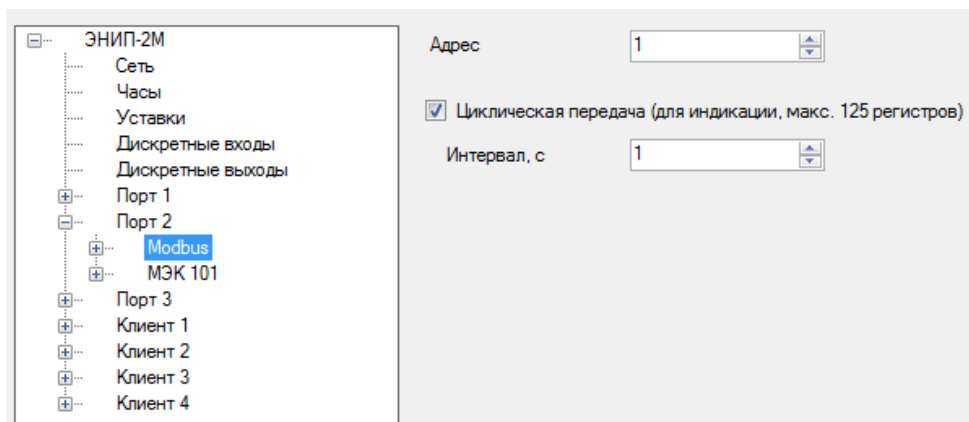 ЭНИП-2М
Сеть
Часы
Уставки
Дискретные входы
Дискретные выходы
Порт 1
Порт 2
Modbus
МЭК 101
Порт 3
Клиент 1
Клиент 2
Клиент 3
Клиент 4
Адрес 1
Циклическая передача (для индикации, макс. 125 регистров)
Интервал, с 1